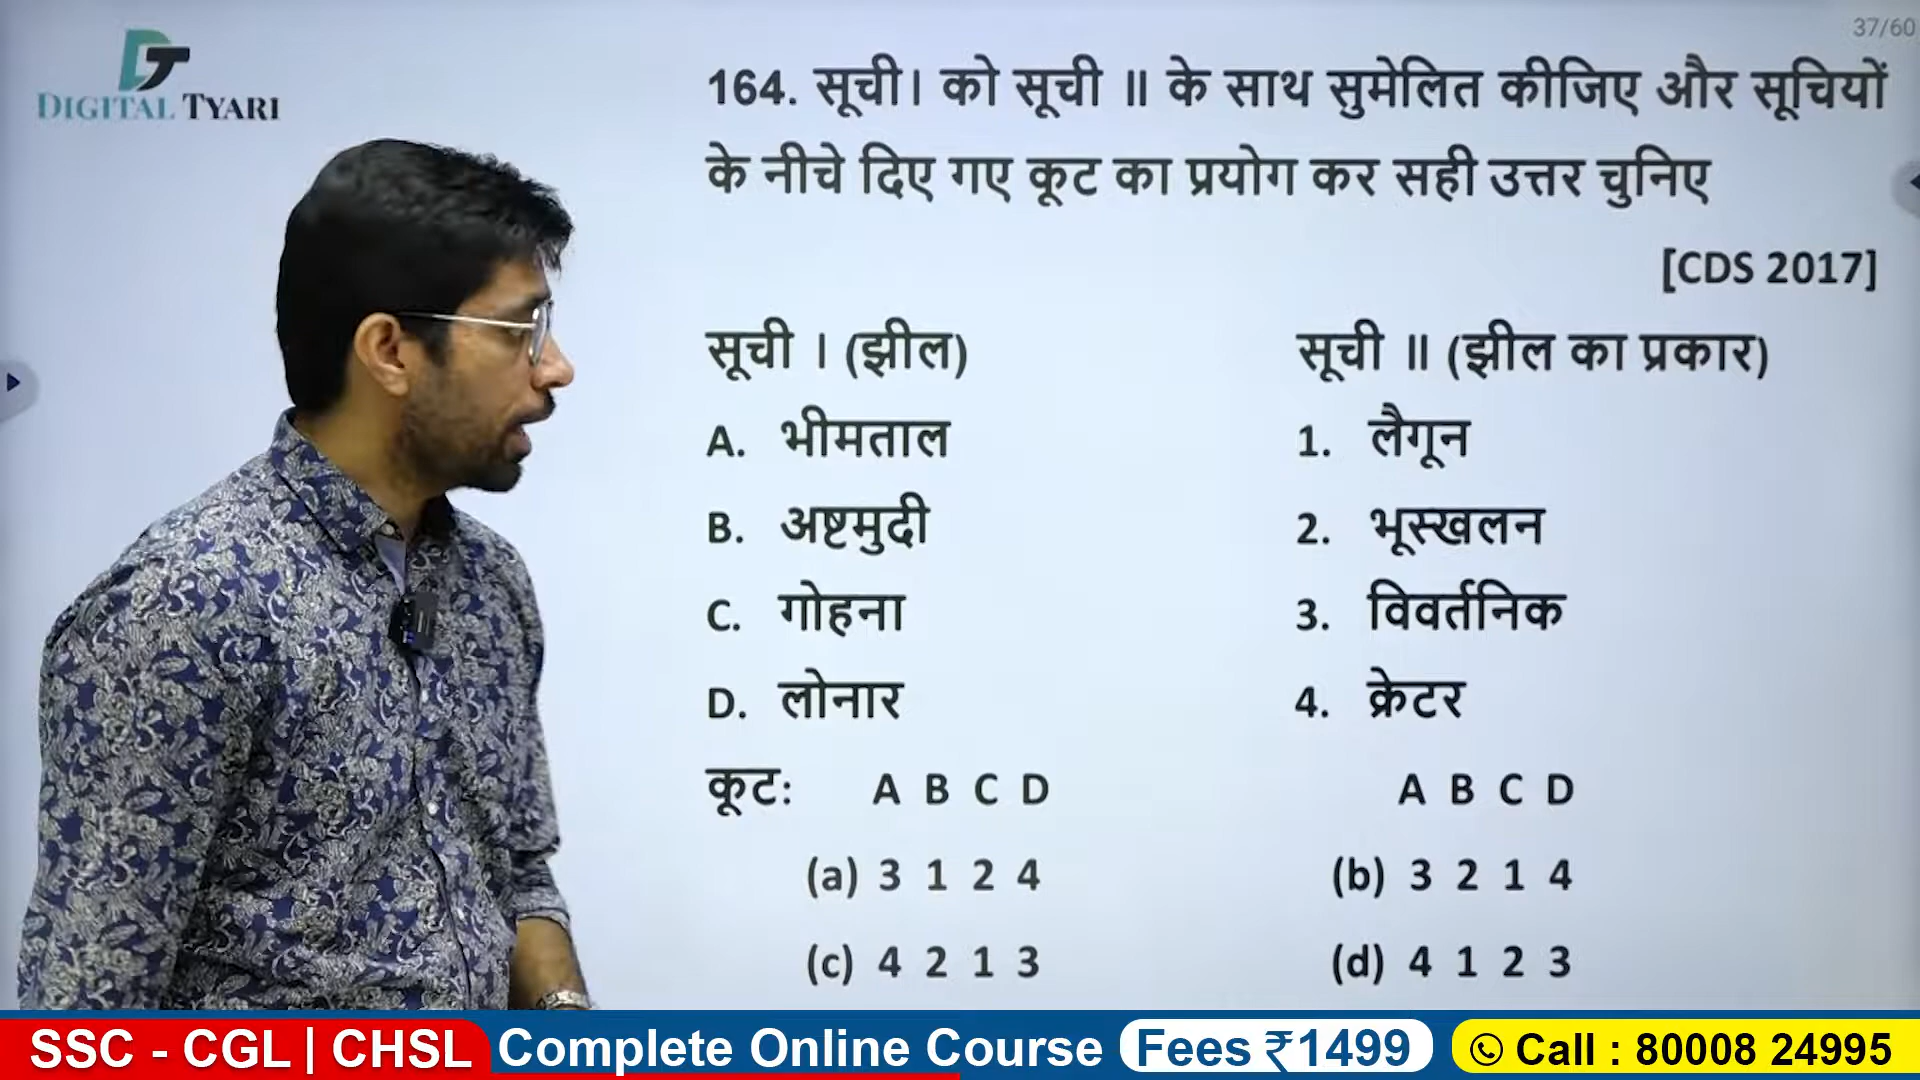 37/60
DT
DIGITAL TYARI
164. सूची। को सूची ॥ के साथ सुमेलित कीजिए और सूचियों
के नीचे दिए गए कूट का प्रयोग कर सही उत्तर चुनिए
[CDS 2017]
सूची । (झील) सूची ॥ (झील का प्रकार)
A. भीमताल 1. लैगून
B. अष्टमुदी 2. भूस्खलन
C. गोहना 3. विवर्तनिक
D. लोनार 4. क्रेटर
कूट: A B C D A B C D
(a) 3 1 2 4 (b) 3 2 1 4
(c) 4 2 1 3 (d) 4 1 2 3
SSC - CGL | CHSL Complete Online Course Fees ₹1499 Call : 80008 24995